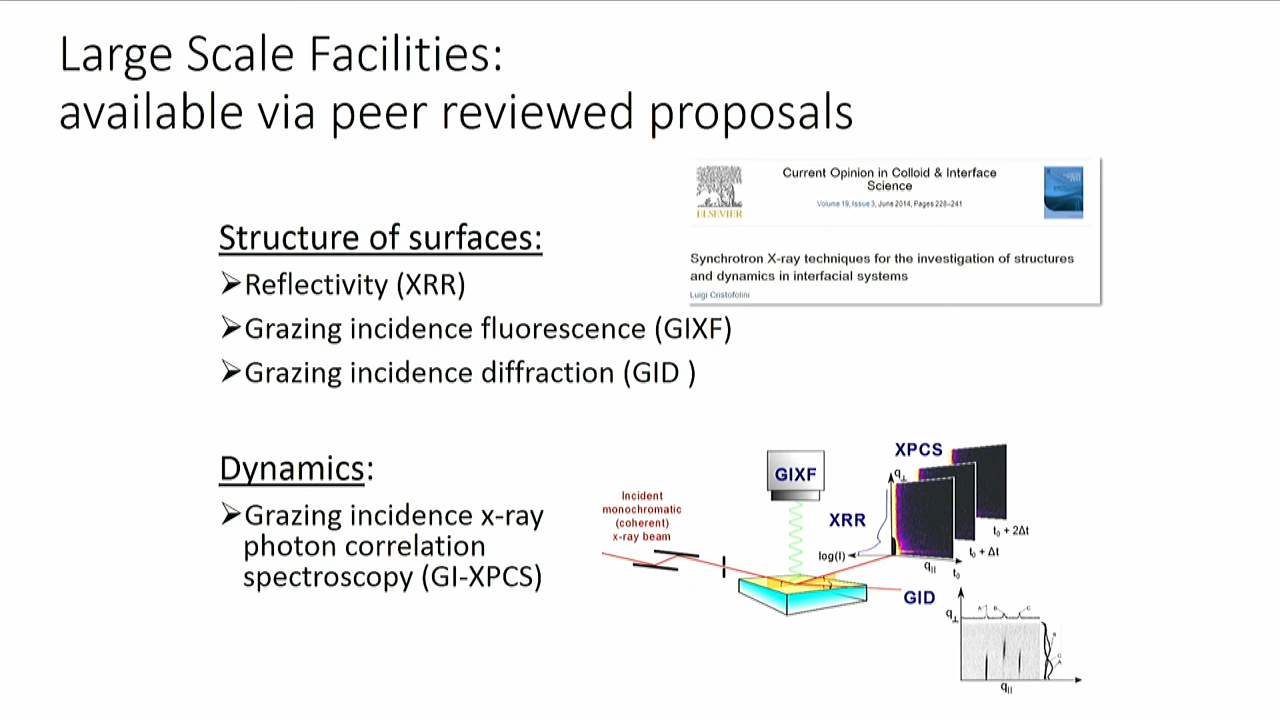 Large Scale Facilities:
available via peer reviewed proposals
ELSEVIER
Current Opinion in Colloid & Interface
Science
Volume 19, Issue 3, June 2014, Pages 228–241
Synchrotron X-ray techniques for the investigation of structures
and dynamics in interfacial systems
Luigi Cristofolini
Structure of surfaces:
➢Reflectivity (XRR)
➢Grazing incidence fluorescence (GIXF)
➢Grazing incidence diffraction (GID )
Dynamics:
➢Grazing incidence x-ray
photon correlation
spectroscopy (GI-XPCS)
Incident
monochromatic
(coherent)
x-ray beam
GIXF
XPCS
q⊥
XRR
log(I)
q||
t₀
t₀ + Δt
t₀ + 2Δt
GID
q⊥
q||